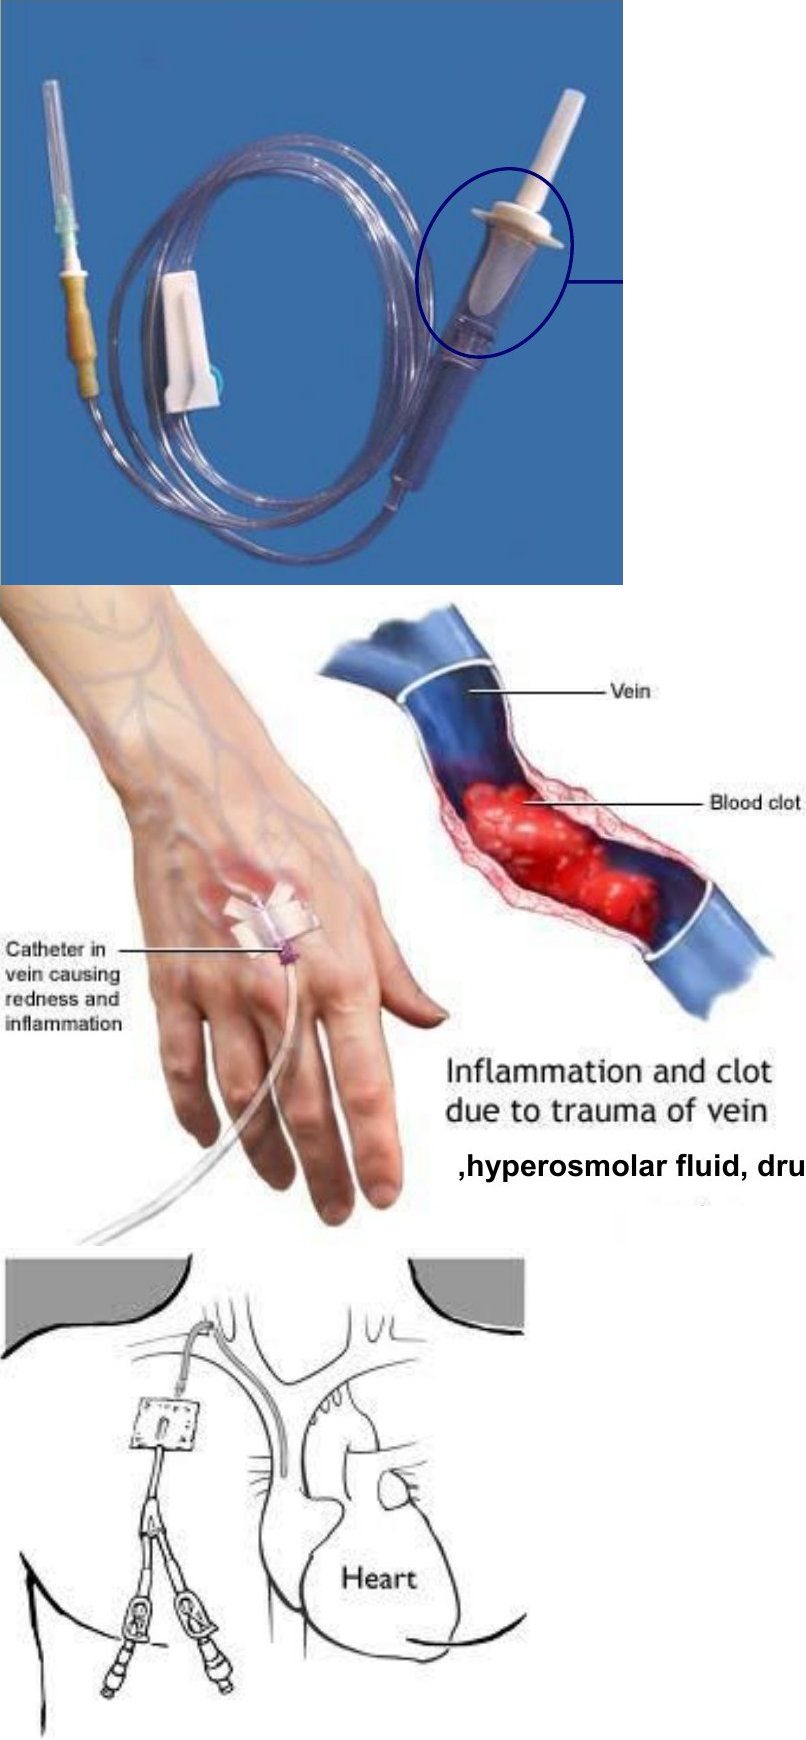 Vein
Blood clot
Catheter in
vein causing
redness and
inflammation
Inflammation and clot
due to trauma of vein
,hyperosmolar fluid, dru
Heart